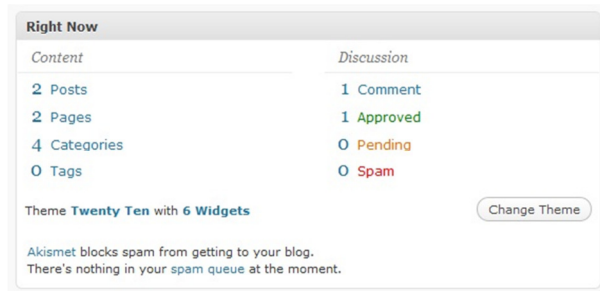 Right Now
Content
Discussion
2 Posts
1 Comment
2 Pages
1 Approved
4 Categories
0 Pending
0 Tags
0 Spam
Theme Twenty Ten with 6 Widgets
Change Theme
Akismet blocks spam from getting to your blog.
There's nothing in your spam queue at the moment.